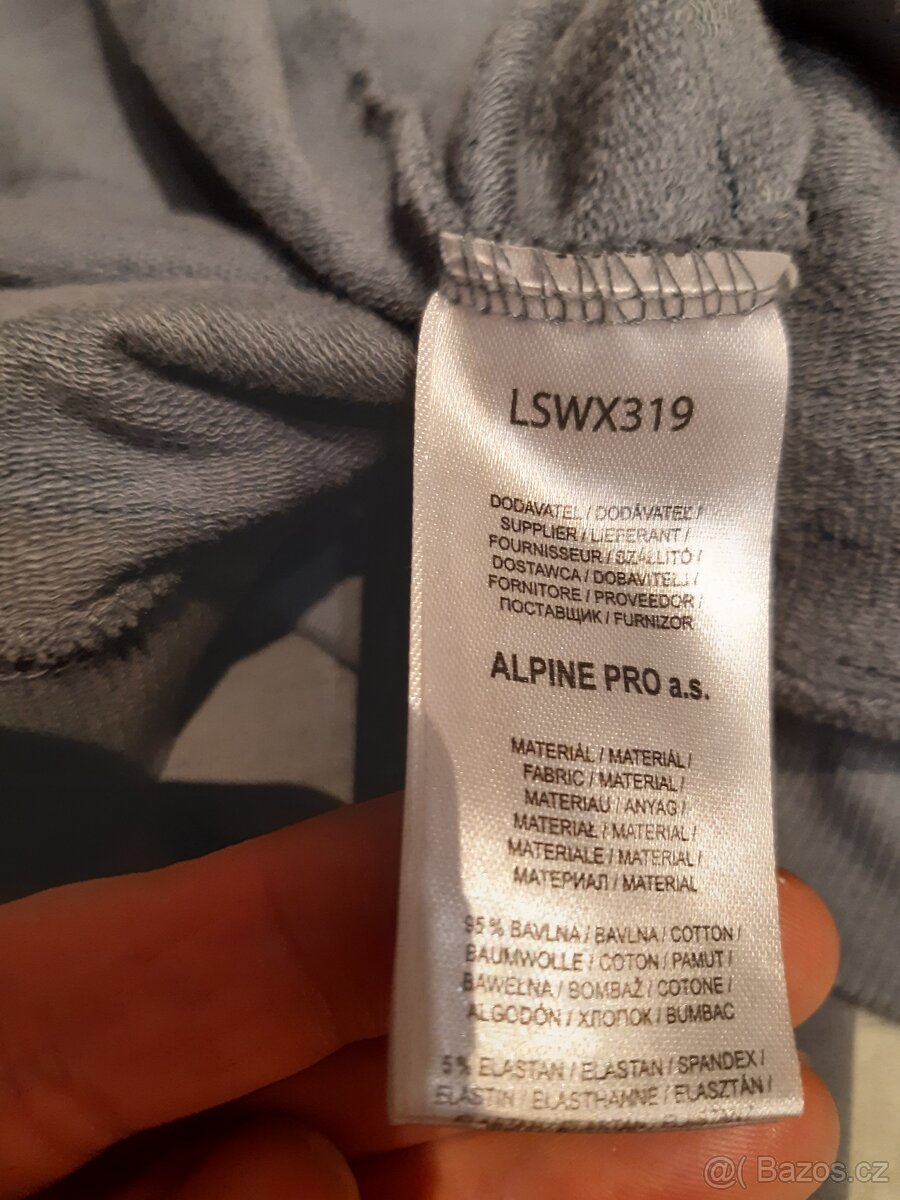 LSWX319
DODAVATEL / DODÁVATEĽ /
SUPPLIER / LIEFERANT /
FOURNISSEUR / SZÁLLÍTÓ /
DOSTAWCA / DOBAVITELJ /
FORNITORE / PROVEEDOR /
ПОСТАВЩИК / FURNIZOR
ALPINE PRO a.s.
MATERIÁL / MATERIÁL /
FABRIC / MATERIAL /
MATERIAU / ANYAG /
MATERIAŁ / MATERIAL /
MATERIALE / MATERIAL /
МАТЕРИАЛ / MATERIAL
95 % BAVLNA / BAVLNA / COTTON /
BAUMWOLLE / COTON / PAMUT /
BAWEŁNA / BOMBAŽ / COTONE /
ALGODÓN / ХЛОПОК / BUMBAC
5 % ELASTAN / ELASTAN / SPANDEX /
ELASTIN / ELASTHANNE / ELASZTÁN /
@( Bazos.cz